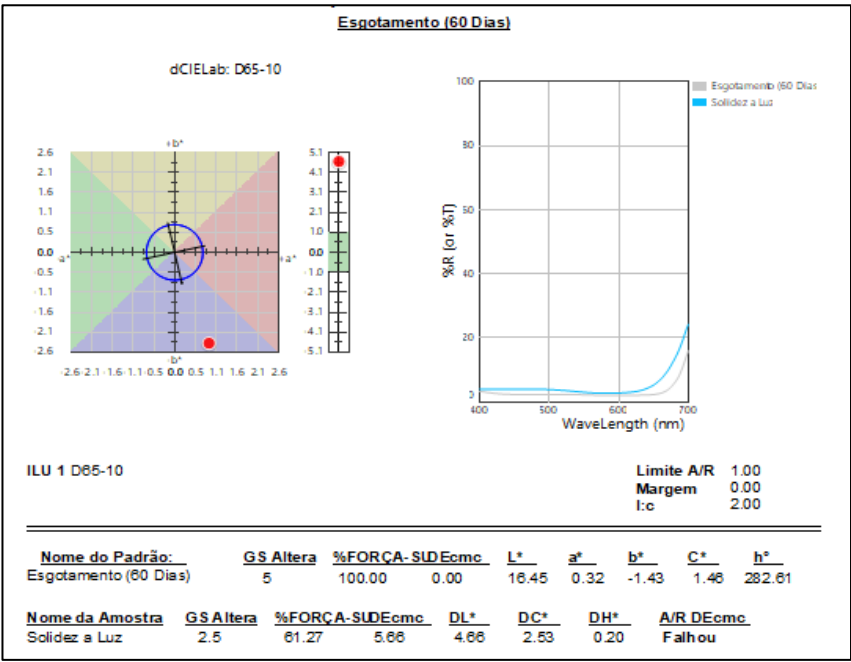 Esgotamento (60 Dias)
dCIELab: D65-10
+b*
2.6
2.1
1.6
1.1
0.5
0.0
-0.5
-1.1
-1.6
-2.1
-2.6
-a*
+a*
-b*
-2.6 -2.1 -1.6 -1.1 -0.5 0.0 0.5 1.1 1.6 2.1 2.6
5.1
4.1
3.1
2.1
1.0
0.0
-1.0
-2.1
-3.1
-4.1
-5.1
%R (or %T)
100
80
60
40
20
400 500 600 700
WaveLength (nm)
Esgotamento (60 Dias
Solidez a Luz
ILU 1 D65-10
Limite A/R 1.00
Margem 0.00
l:c 2.00
Nome do Padrão: GS Altera %FORÇA-SUDEcmc L* a* b* C* h°
Esgotamento (60 Dias) 5 100.00 0.00 16.45 0.32 -1.43 1.46 282.61
Nome da Amostra GS Altera %FORÇA-SUDEcmc DL* DC* DH* A/R DEcmc
Solidez a Luz 2.5 61.27 5.66 4.66 2.53 0.20 Falhou